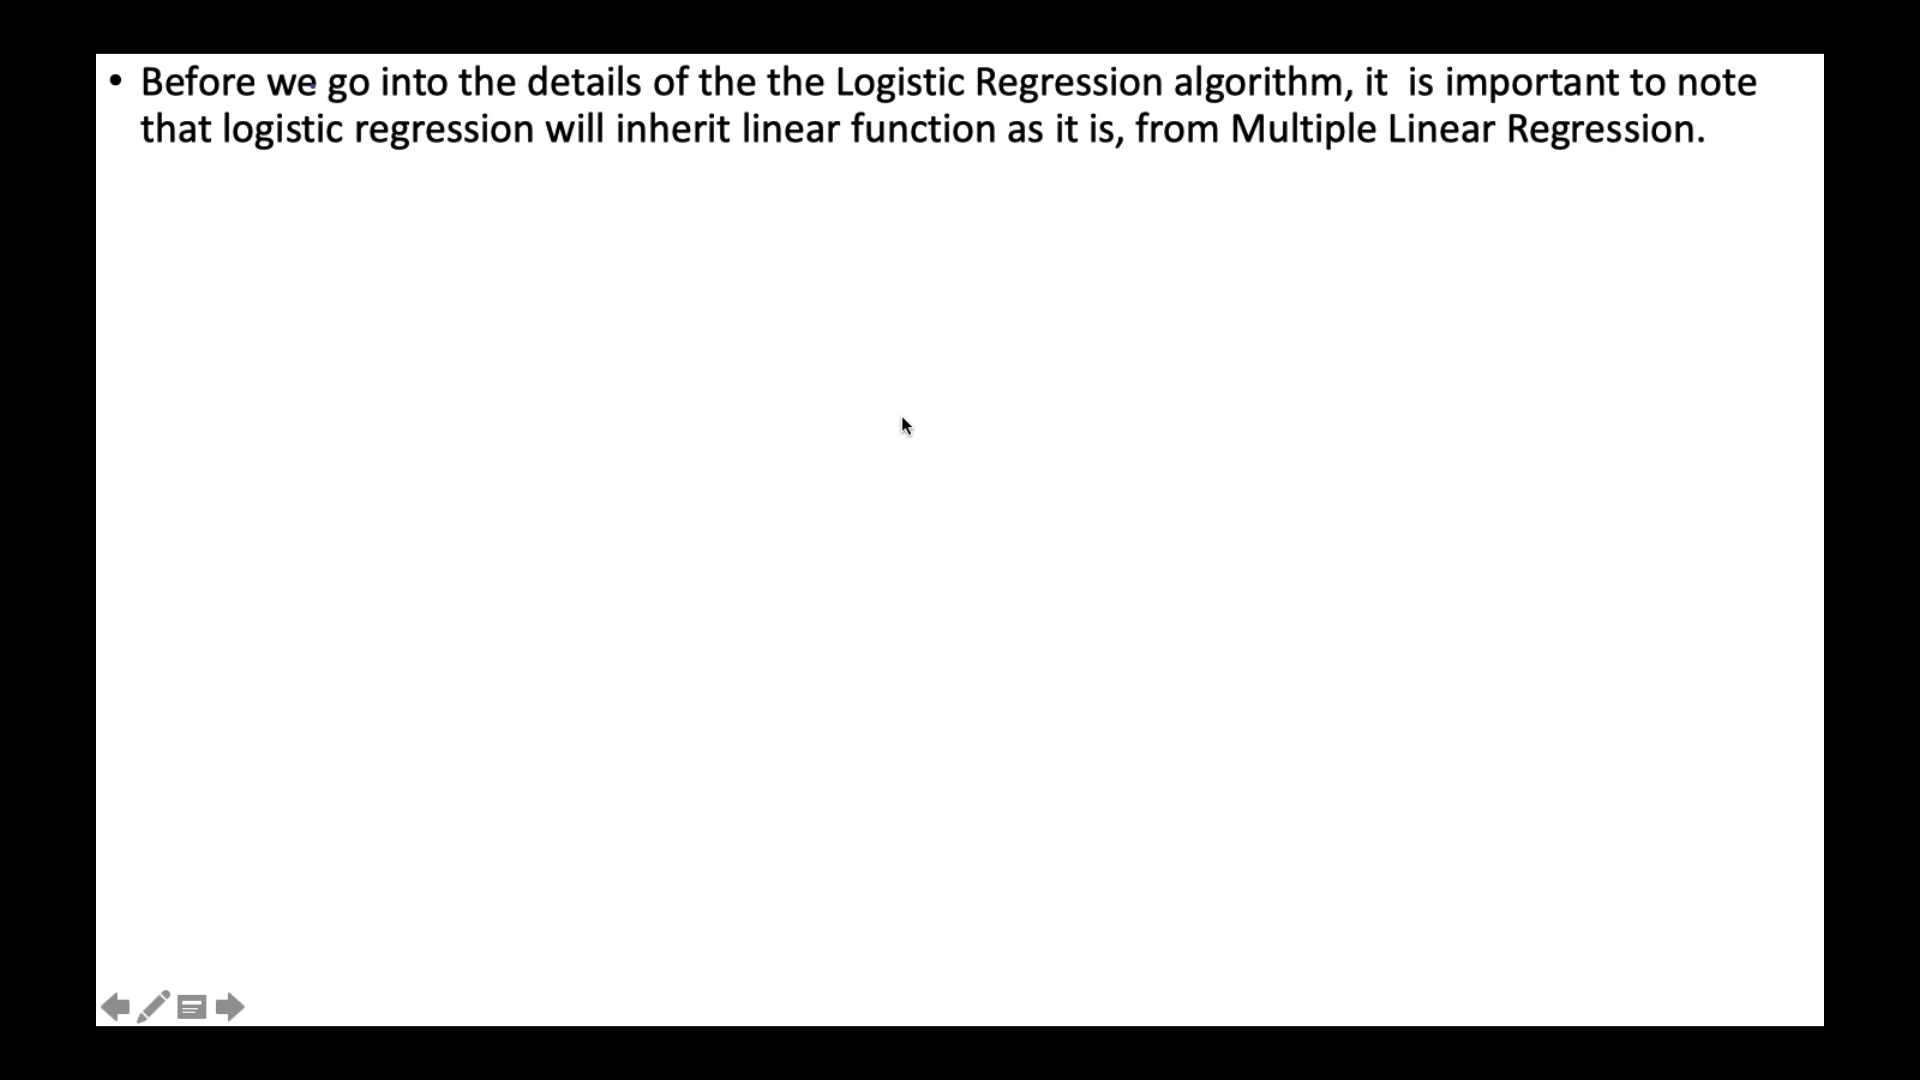 • Before we go into the details of the the Logistic Regression algorithm, it  is important to note
that logistic regression will inherit linear function as it is, from Multiple Linear Regression.